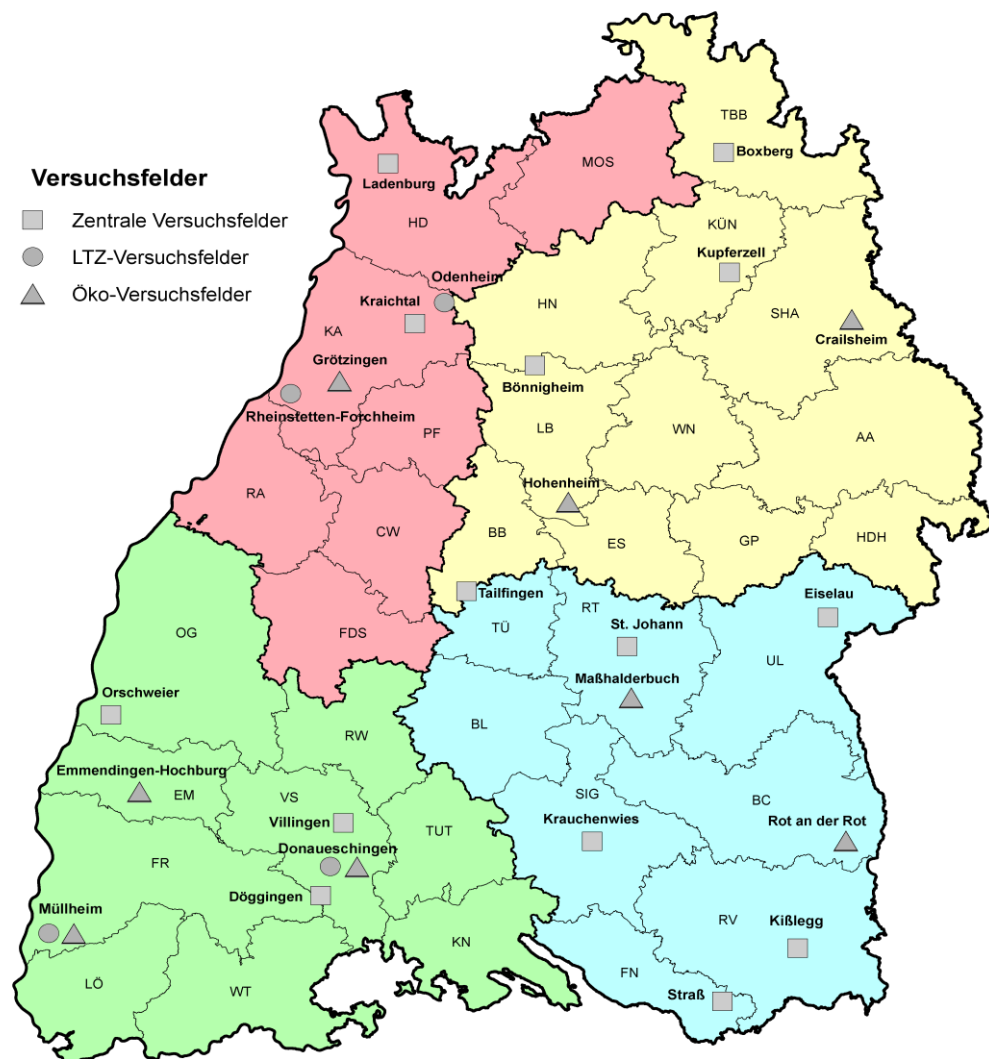 Versuchsfelder
Zentrale Versuchsfelder
LTZ-Versuchsfelder
Öko-Versuchsfelder
TBB
Boxberg
MOS
Ladenburg
HD
KÜN
Kupferzell
Odenheim
HN
Kraichtal
SHA
KA
Crailsheim
Grötzingen
Bönnigheim
Rheinstetten-Forchheim
LB
WN
AA
PF
Hohenheim
RA
CW
BB
ES
GP
HDH
Tailfingen
RT
Eiselau
TÜ
St. Johann
OG
FDS
UL
Maßhalderbuch
Orschweier
BL
RW
Emmendingen-Hochburg
EM
VS
SIG
BC
Villingen
Krauchenwies
Rot an der Rot
TUT
Donaueschingen
FR
Döggingen
Müllheim
RV
Kißlegg
KN
LÖ
WT
FN
Straß